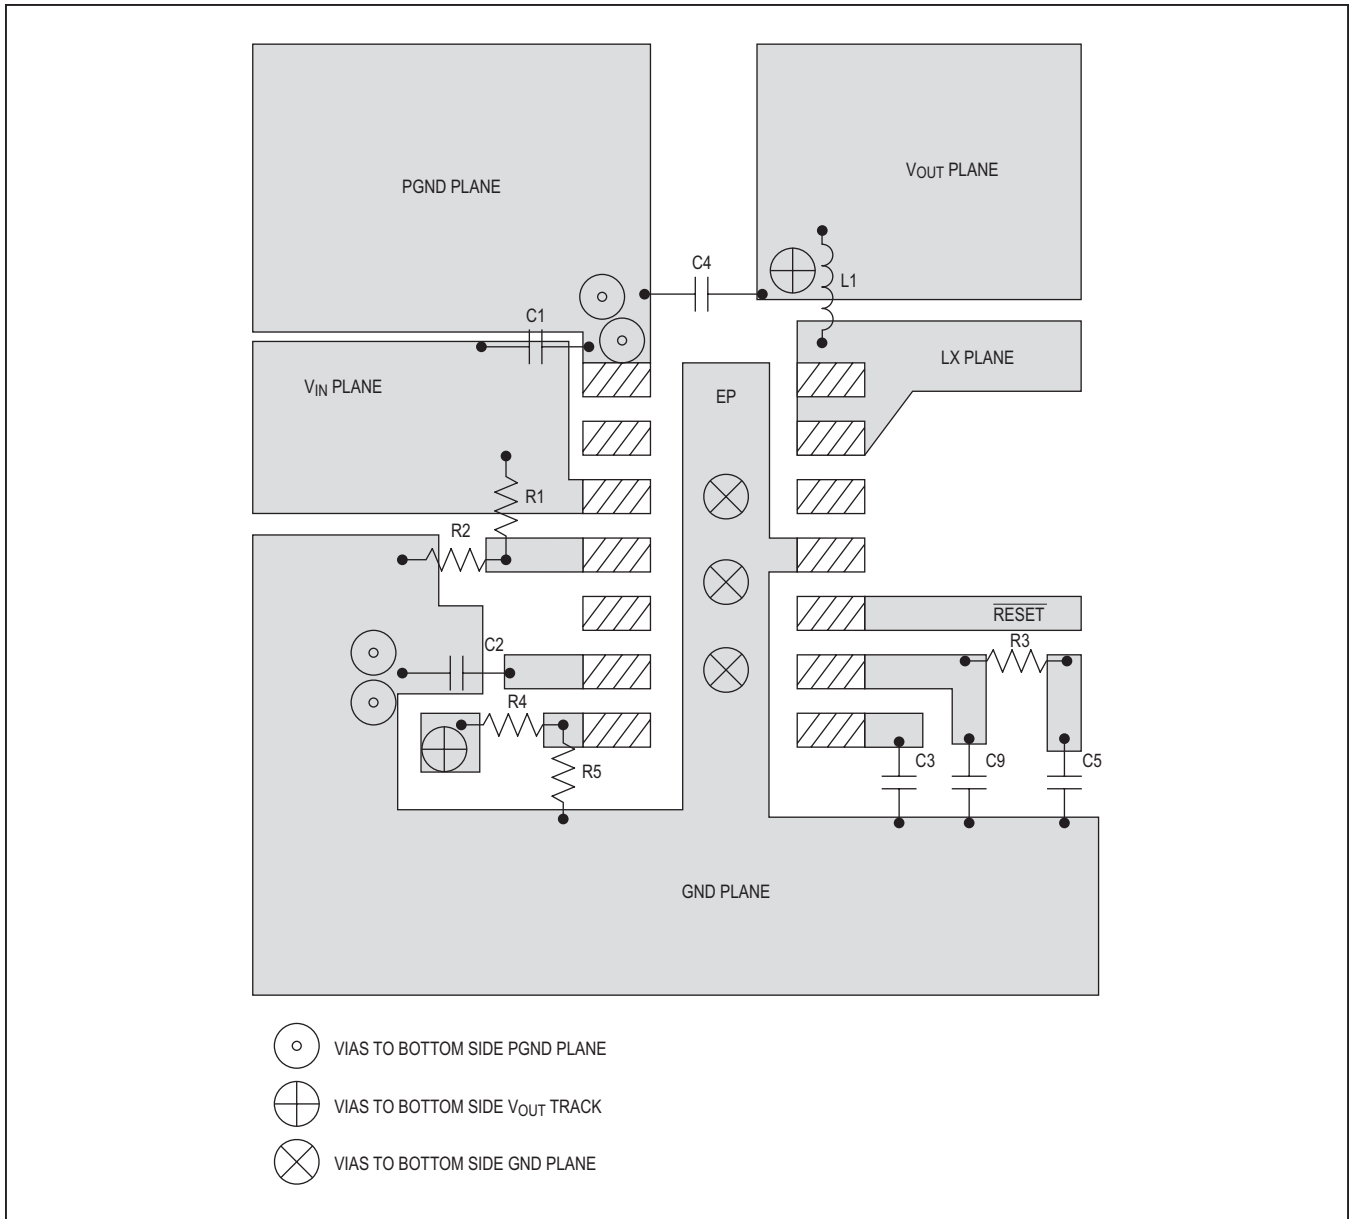 PGND PLANE
VOUT PLANE
C4
L1
C1
LX PLANE
VIN PLANE
EP
R1
R2
RESET
R3
C2
R4
R5
C3
C9
C5
GND PLANE
VIAS TO BOTTOM SIDE PGND PLANE
VIAS TO BOTTOM SIDE VOUT TRACK
VIAS TO BOTTOM SIDE GND PLANE